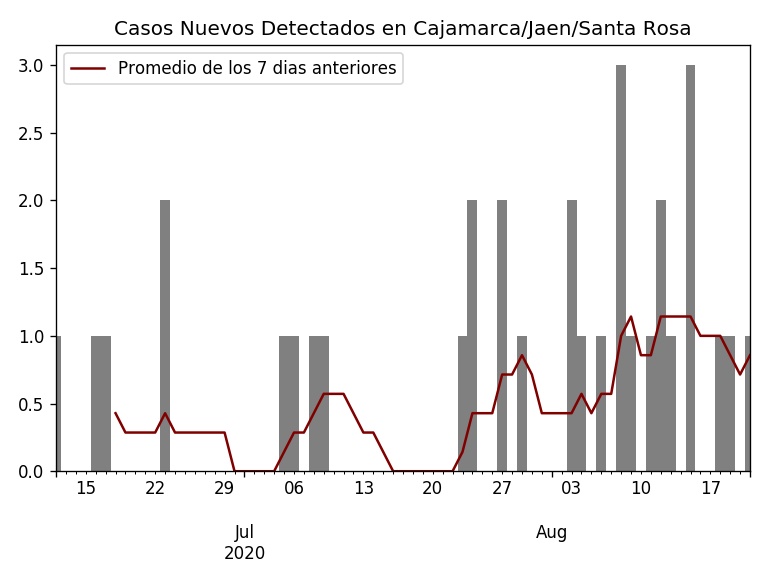 Casos Nuevos Detectados en Cajamarca/Jaen/Santa Rosa
Promedio de los 7 dias anteriores
3.0
2.5
2.0
1.5
1.0
0.5
0.0
15 22 29 06 13 20 27 03 10 17
Jul Aug
2020